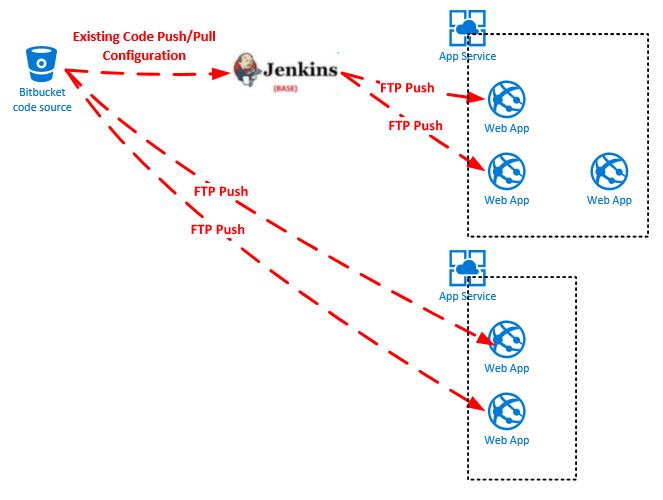 Existing Code Push/Pull
Configuration
Bitbucket
code source
Jenkins
(BASE)
App Service
FTP Push
Web App
FTP Push
Web App
Web App
FTP Push
FTP Push
App Service
Web App
Web App